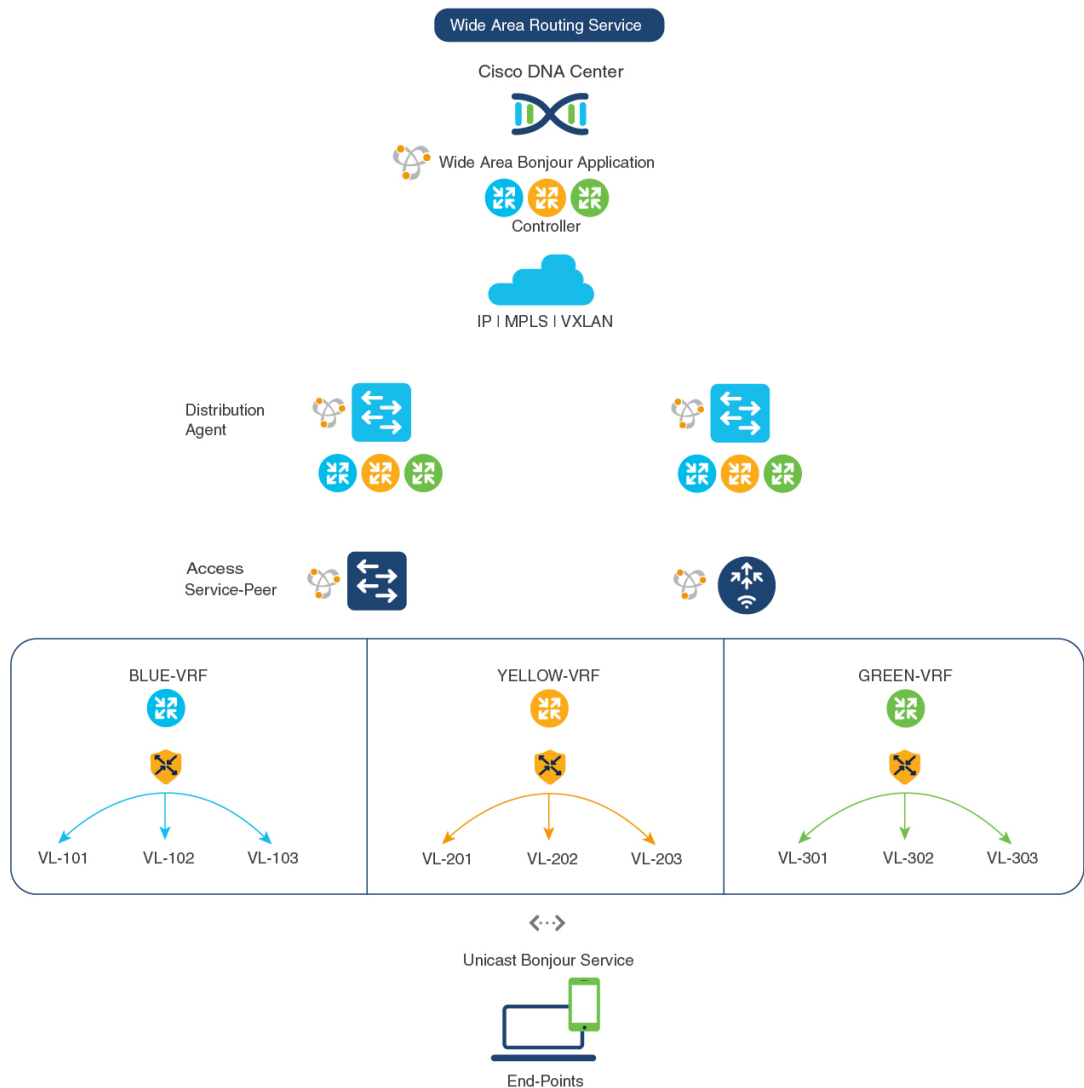 Wide Area Routing Service
Cisco DNA Center
Wide Area Bonjour Application
Controller
IP | MPLS | VXLAN
Distribution
Agent
Access
Service-Peer
BLUE-VRF
YELLOW-VRF
GREEN-VRF
VL-101
VL-102
VL-103
VL-201
VL-202
VL-203
VL-301
VL-302
VL-303
Unicast Bonjour Service
End-Points